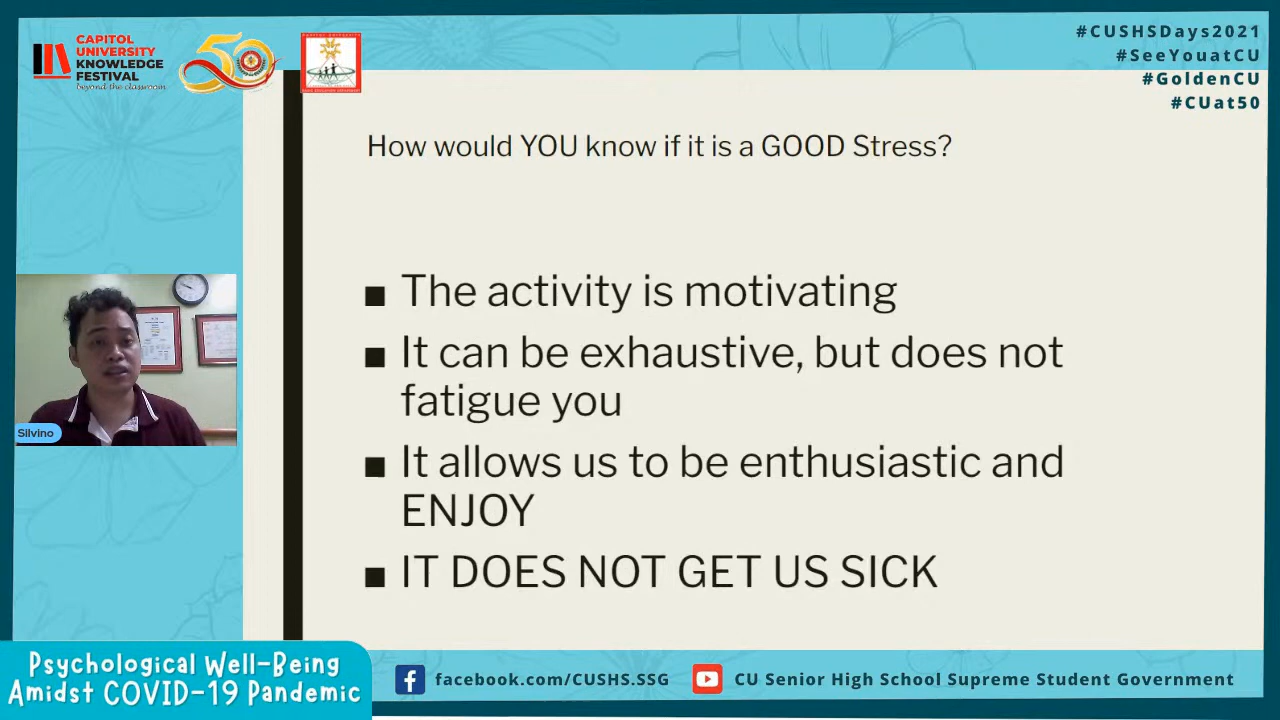 CAPITOL
UNIVERSITY
KNOWLEDGE
FESTIVAL
beyond the classroom
50
#CUSHSDays2021
#SeeYouatCU
#GoldenCU
#CUat50
How would YOU know if it is a GOOD Stress?
■ The activity is motivating
■ It can be exhaustive, but does not
fatigue you
■ It allows us to be enthusiastic and
ENJOY
■ IT DOES NOT GET US SICK
Silvino
Psychological Well-Being
Amidst COVID-19 Pandemic
facebook.com/CUSHS.SSG
CU Senior High School Supreme Student Government